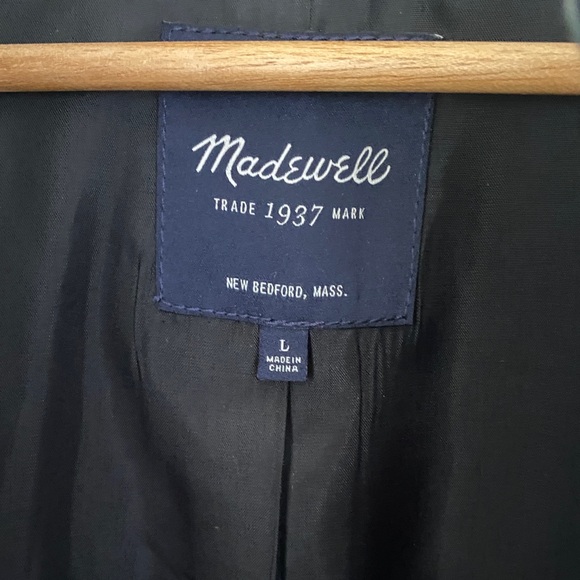 Madewell
TRADE 1937 MARK
NEW BEDFORD, MASS.
L
MADE IN
CHINA